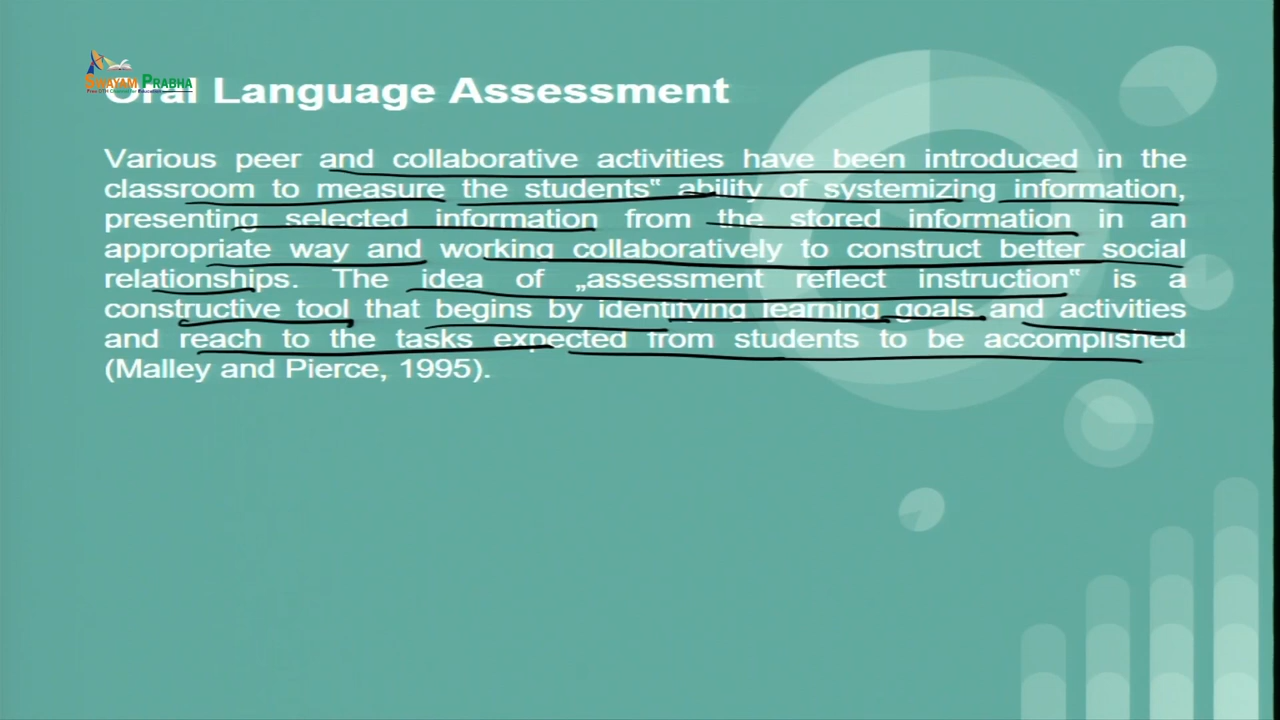 SWAYAM PRABHA
Oral Language Assessment
Various peer and collaborative activities have been introduced in the
classroom to measure the students‟ ability of systemizing information,
presenting selected information from the stored information in an
appropriate way and working collaboratively to construct better social
relationships. The idea of „assessment reflect instruction‟ is a
constructive tool that begins by identifying learning goals and activities
and reach to the tasks expected from students to be accomplished
(Malley and Pierce, 1995).